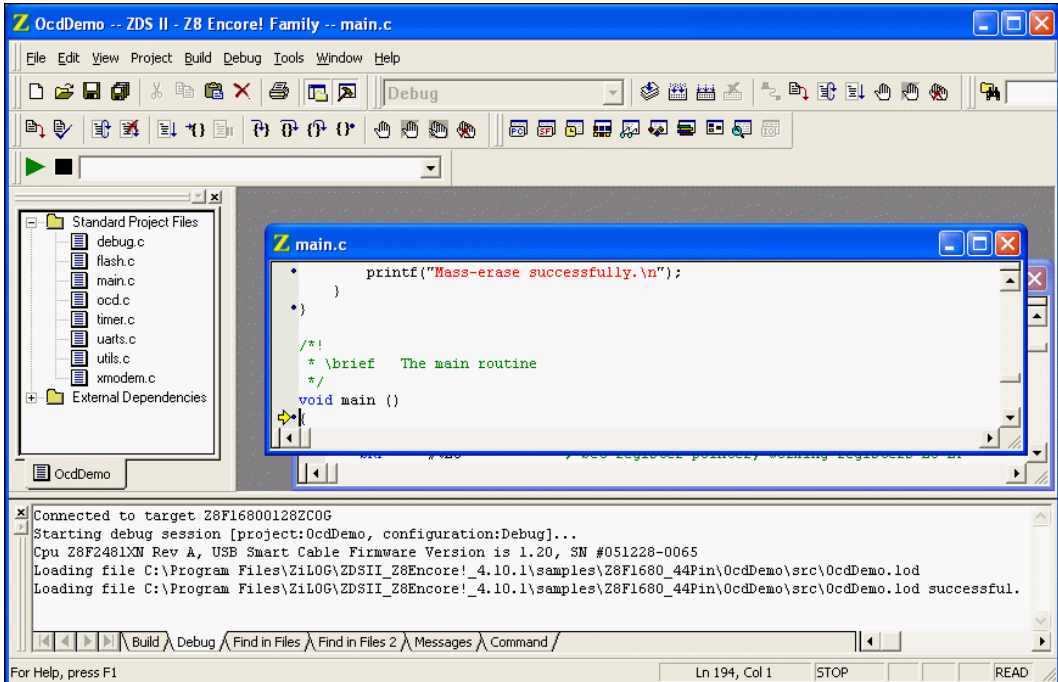 OcdDemo -- ZDS II - Z8 Encore! Family -- main.c
File Edit View Project Build Debug Tools Window Help
Debug
Standard Project Files
debug.c
flash.c
main.c
ocd.c
timer.c
uarts.c
utils.c
xmodem.c
External Dependencies
OcdDemo
main.c
printf("Mass-erase successfully.\n");
}
}
/*!
* \brief The main routine
*/
void main ()
{
Connected to target Z8F16800128ZCOG
Starting debug session [project:OcdDemo, configuration:Debug]...
Cpu Z8F2481XN Rev A, USB Smart Cable Firmware Version is 1.20, SN #051228-0065
Loading file C:\Program Files\ZiLOG\ZDSII_Z8Encore!_4.10.1\samples\Z8F1680_44Pin\OcdDemo\src\OcdDemo.lod
Loading file C:\Program Files\ZiLOG\ZDSII_Z8Encore!_4.10.1\samples\Z8F1680_44Pin\OcdDemo\src\OcdDemo.lod successful.
Build Debug Find in Files Find in Files 2 Messages Command
For Help, press F1 Ln 194, Col 1 STOP READ